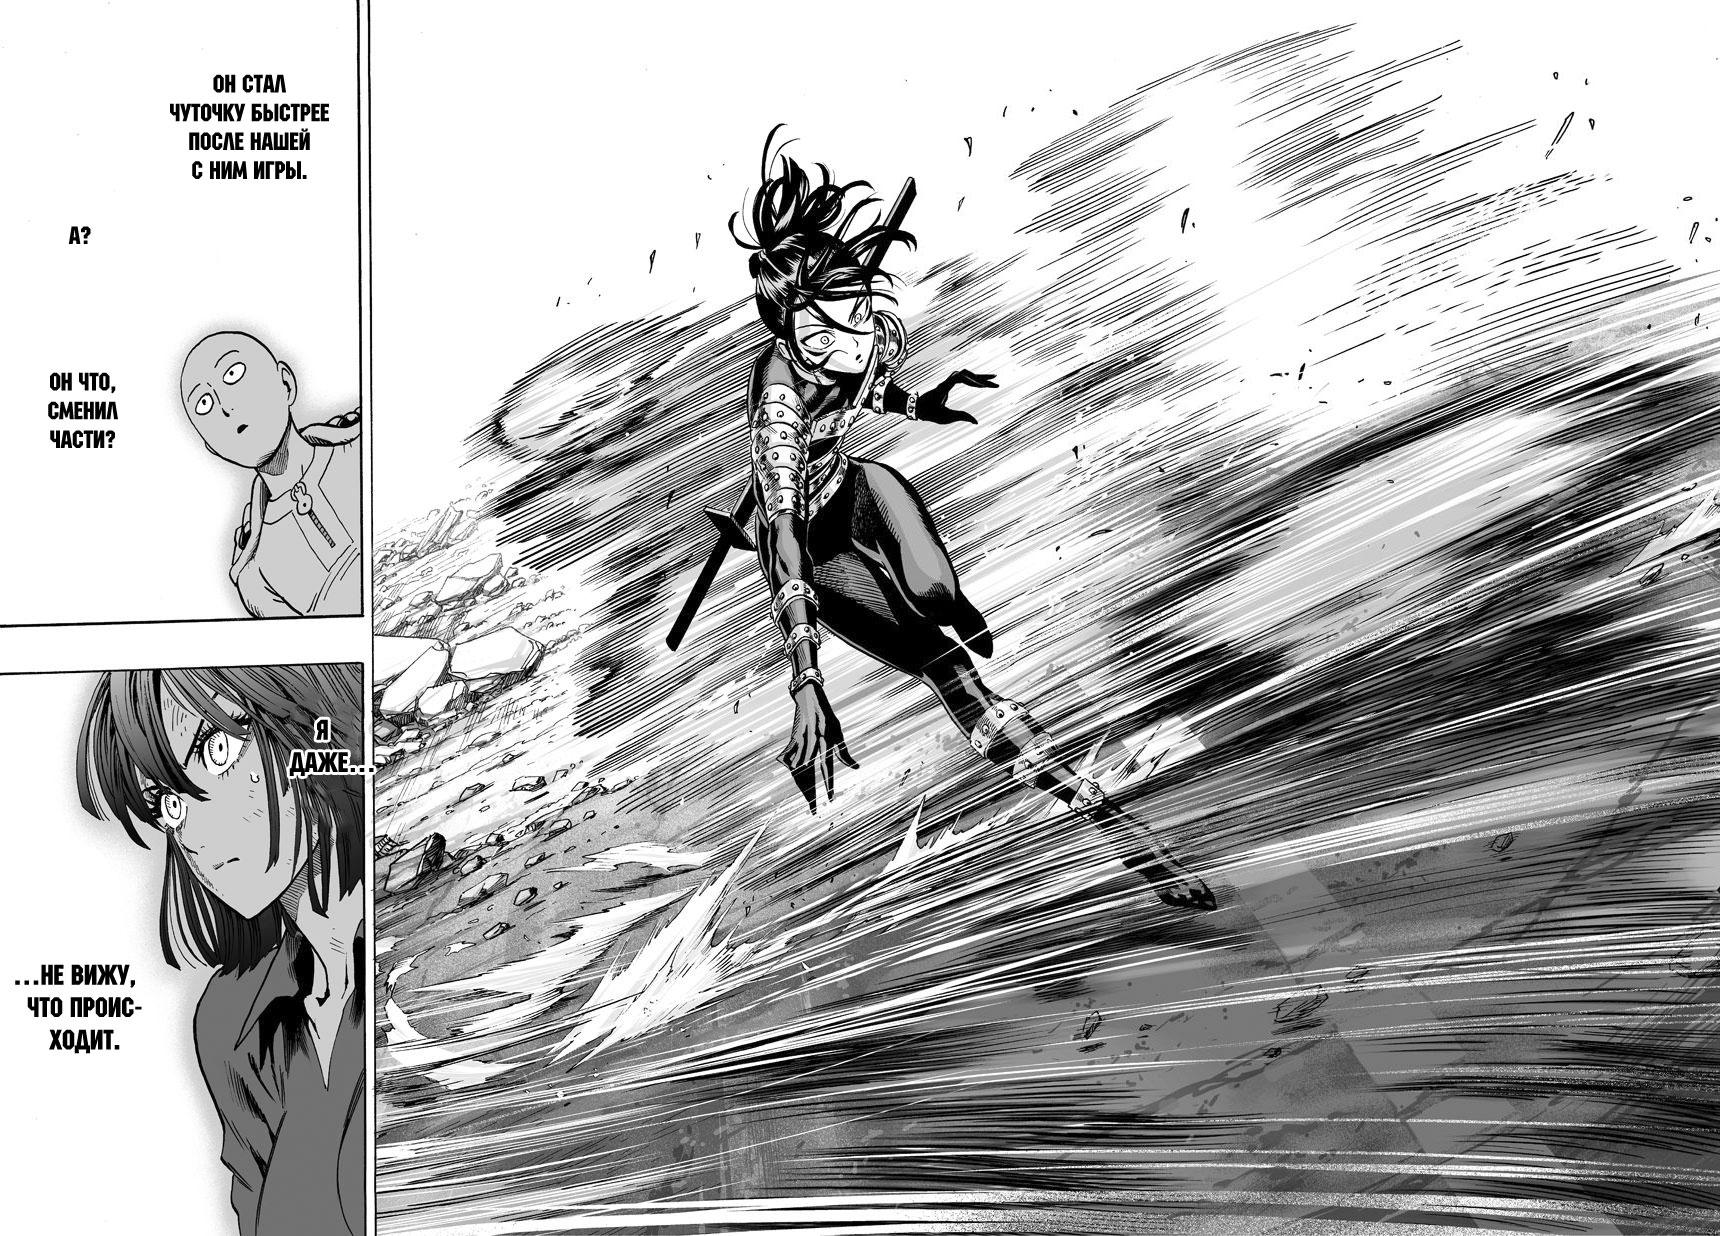 ОН СТАЛ
ЧУТОЧКУ БЫСТРЕЕ
ПОСЛЕ НАШЕЙ
С НИМ ИГРЫ.
А?
ОН ЧТО,
СМЕНИЛ
ЧАСТИ?
Я
ДАЖЕ...
...НЕ ВИЖУ,
ЧТО ПРОИС-
ХОДИТ.